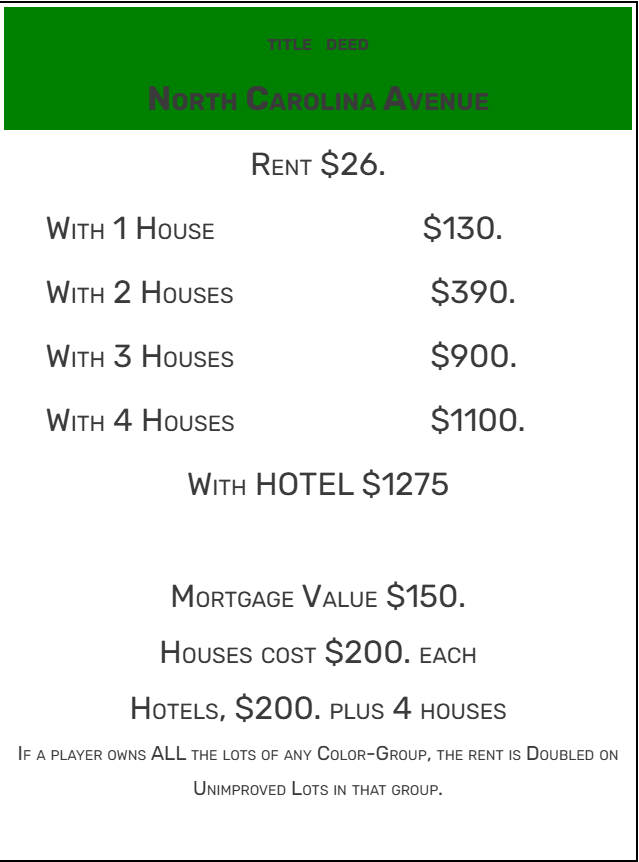 TITLE DEED
North Carolina Avenue
Rent $26.
With 1 House $130.
With 2 Houses $390.
With 3 Houses $900.
With 4 Houses $1100.
With HOTEL $1275
Mortgage Value $150.
Houses cost $200. each
Hotels, $200. plus 4 houses
If a player owns ALL the lots of any Color-Group, the rent is Doubled on
Unimproved Lots in that group.